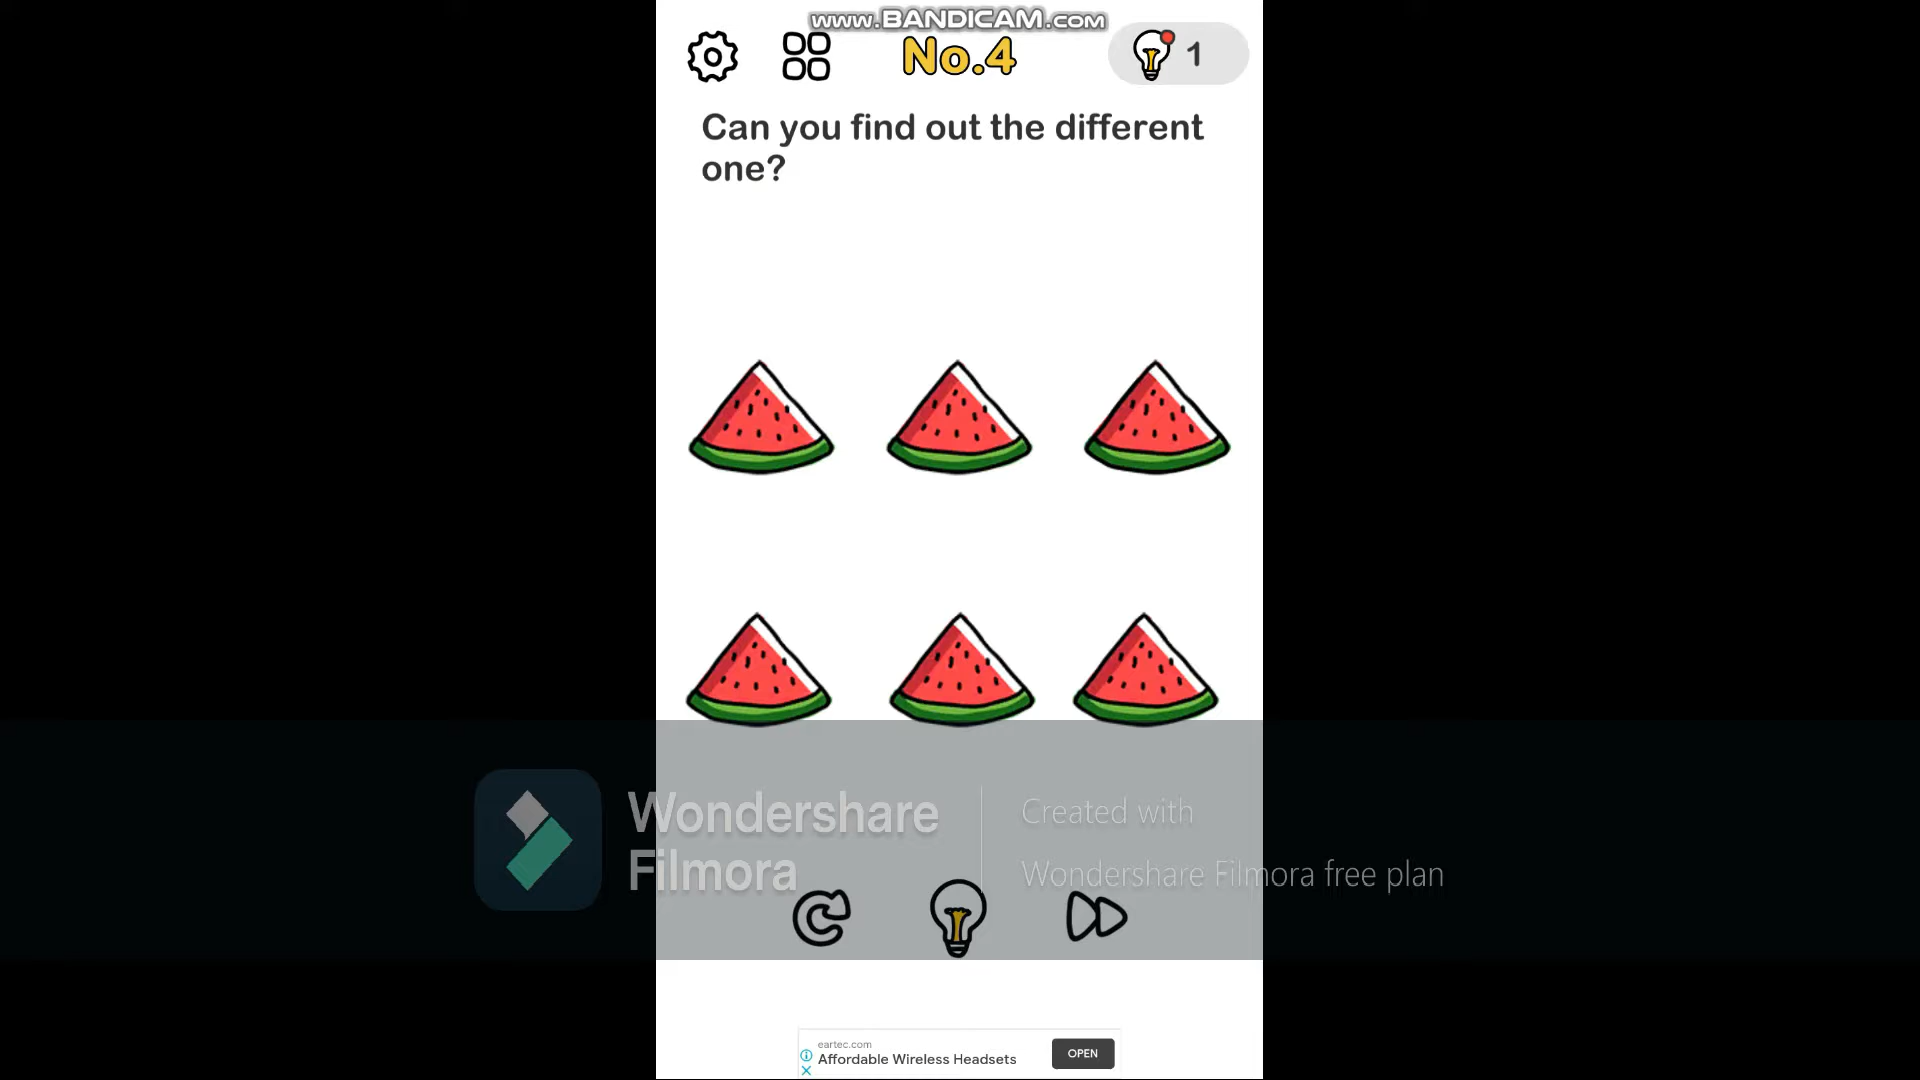 www.BANDICAM.com
No.4
1
Can you find out the different
one?
Wondershare
Filmora
Created with
Wondershare Filmora free plan
eartec.com
Affordable Wireless Headsets
OPEN